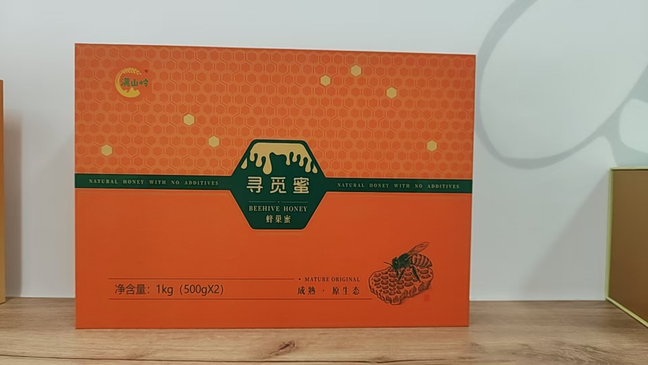 满山岭
寻觅蜜
NATURAL HONEY WITH NO ADDITIVES
NATURAL HONEY WITH NO ADDITIVES
BEEHIVE HONEY
蜂巢蜜
• MATURE ORIGINAL
净含量：1kg（500gX2）
成熟·原生态